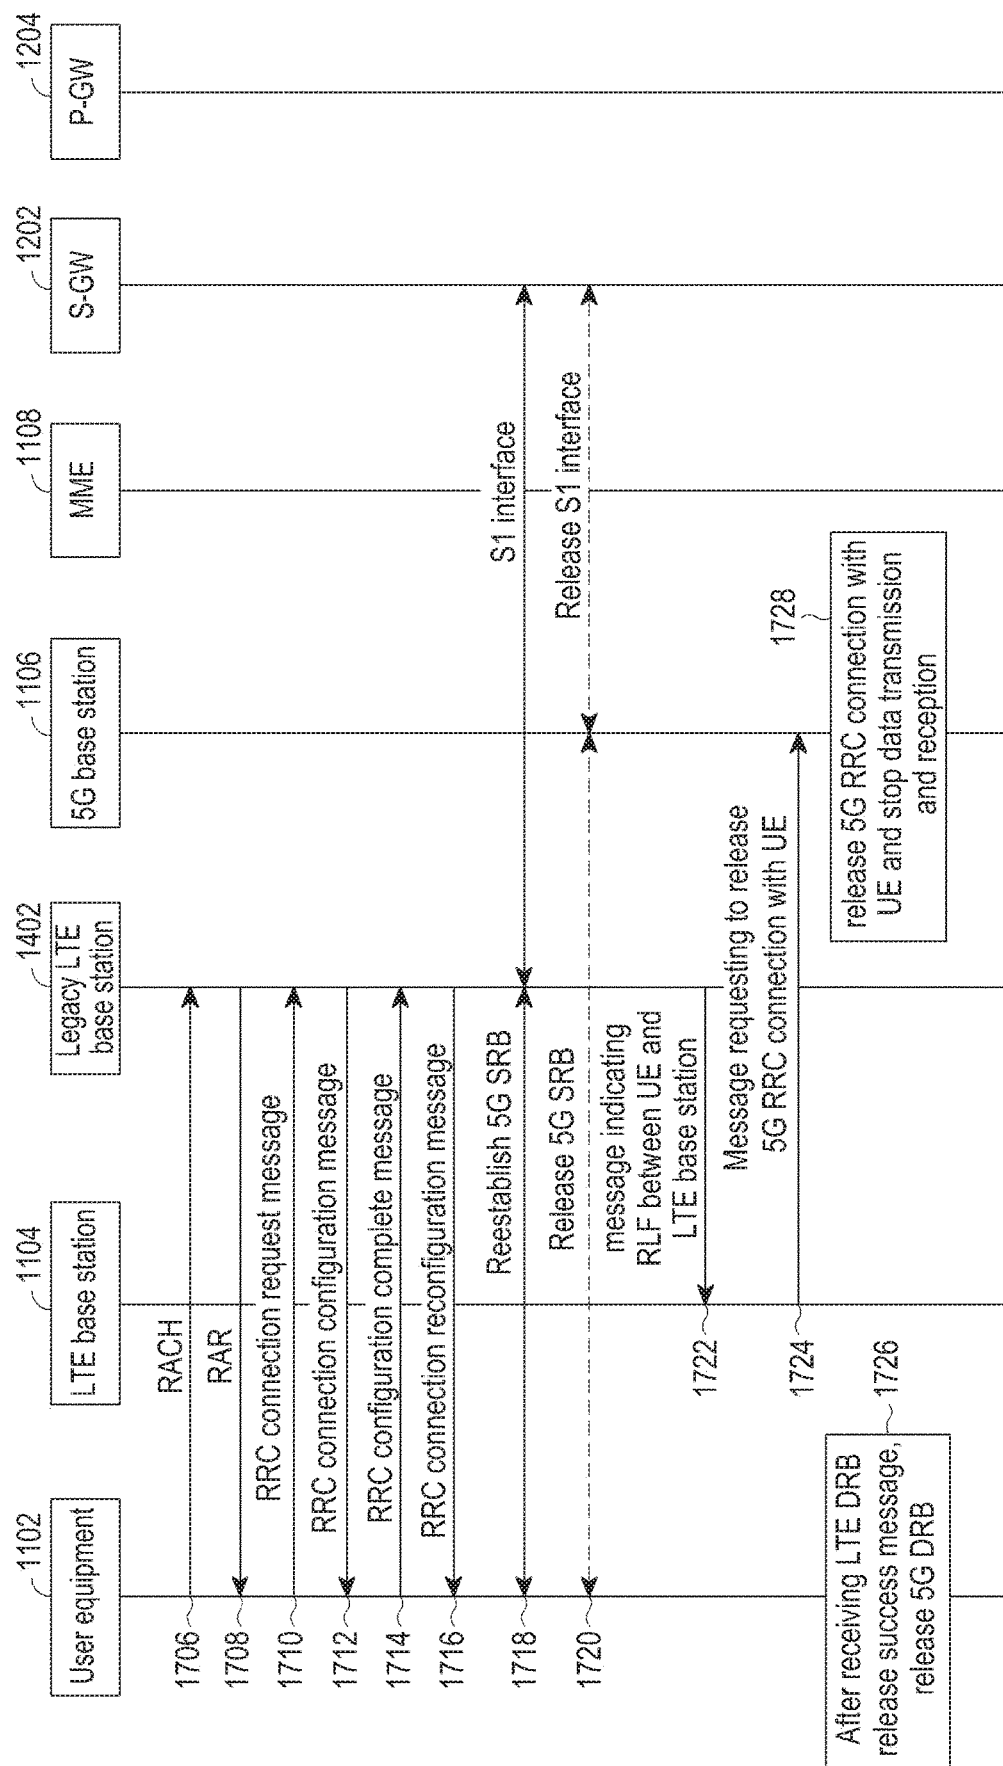 1102
User equipment
1104
LTE base station
1402
Legacy LTE
base station
1106
5G base station
1108
MME
1202
S-GW
1204
P-GW
1706
RACH
1708
RAR
1710
RRC connection request message
1712
RRC connection configuration message
1714
RRC configuration complete message
1716
RRC connection reconfiguration message
1718
Reestablish 5G SRB
S1 interface
1720
Release 5G SRB
Release S1 interface
message indicating
RLF between UE and
LTE base station
1722
Message requesting to release
5G RRC connection with UE
1724
1726
After receiving LTE DRB
release success message,
release 5G DRB
1728
release 5G RRC connection with
UE and stop data transmission
and reception